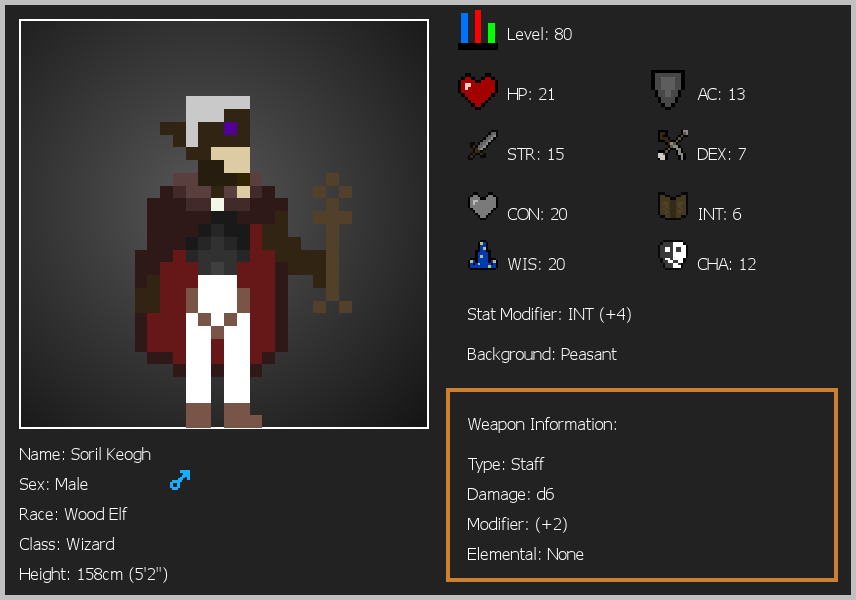 Level: 80
HP: 21
AC: 13
STR: 15
DEX: 7
CON: 20
INT: 6
WIS: 20
CHA: 12
Stat Modifier: INT (+4)
Background: Peasant
Weapon Information:
Type: Staff
Damage: d6
Modifier: (+2)
Elemental: None
Name: Soril Keogh
Sex: Male
Race: Wood Elf
Class: Wizard
Height: 158cm (5'2")